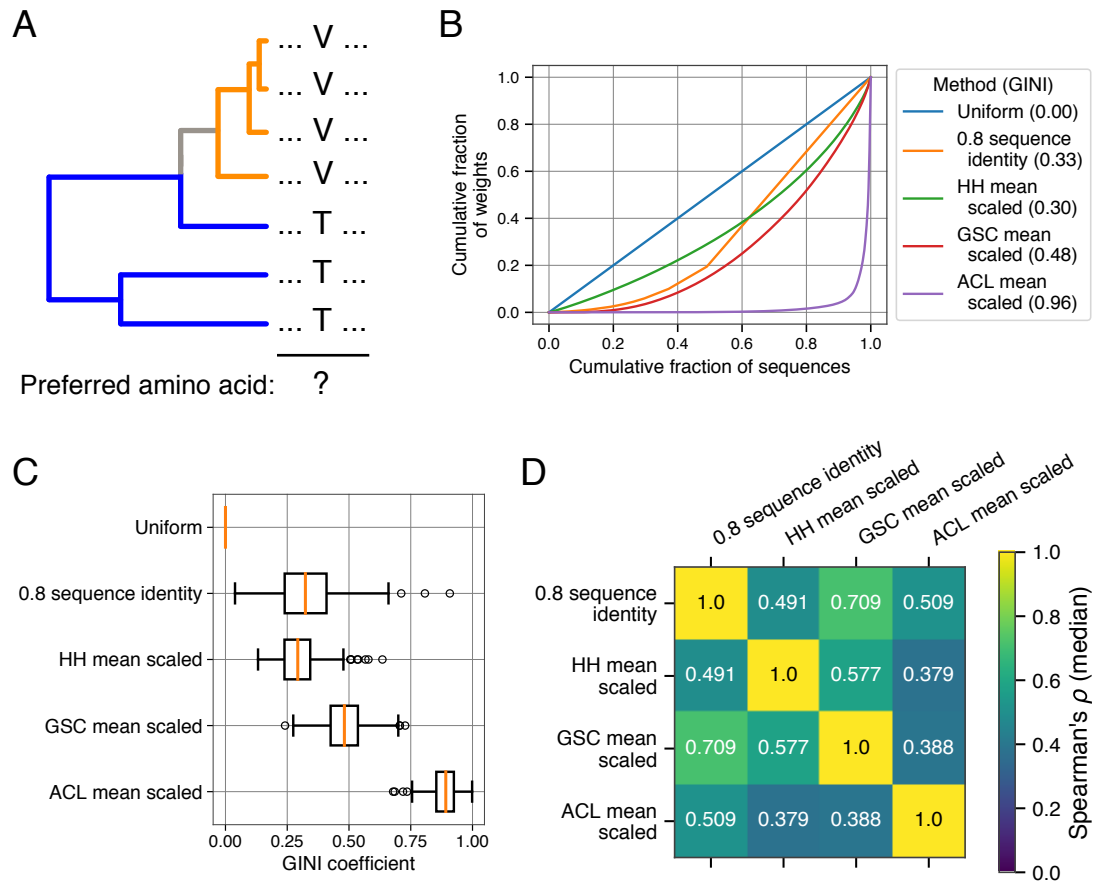 A
... V ...
... V ...
... V ...
... V ...
... T ...
... T ...
... T ...
Preferred amino acid: ?
B
1.0
0.8
0.6
0.4
0.2
0.0
Cumulative fraction
of weights
0.0 0.2 0.4 0.6 0.8 1.0
Cumulative fraction of sequences
Method (GINI)
Uniform (0.00)
0.8 sequence
identity (0.33)
HH mean
scaled (0.30)
GSC mean
scaled (0.48)
ACL mean
scaled (0.96)
C
Uniform
0.8 sequence identity
HH mean scaled
GSC mean scaled
ACL mean scaled
0.00 0.25 0.50 0.75 1.00
GINI coefficient
D
0.8 sequence identity
HH mean scaled
GSC mean scaled
ACL mean scaled
0.8 sequence
identity
1.0 0.491 0.709 0.509
HH mean
scaled
0.491 1.0 0.577 0.379
GSC mean
scaled
0.709 0.577 1.0 0.388
ACL mean
scaled
0.509 0.379 0.388 1.0
1.0
0.8
0.6
0.4
0.2
0.0
Spearman's ρ (median)